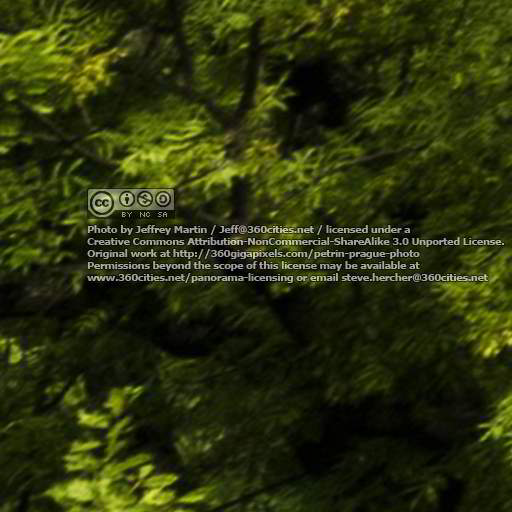 cc
BY NC SA
Photo by Jeffrey Martin / Jeff@360cities.net / licensed under a
Creative Commons Attribution-NonCommercial-ShareAlike 3.0 Unported License.
Original work at http://360gigapixels.com/petrin-prague-photo
Permissions beyond the scope of this license may be available at
www.360cities.net/panorama-licensing or email steve.hercher@360cities.net